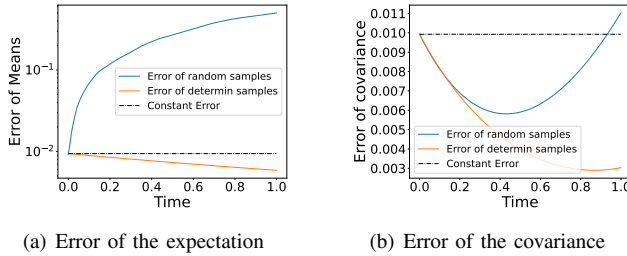 Error of Means
10^{-1}
10^{-2}
Error of random samples
Error of determin samples
Constant Error
0.0 0.2 0.4 0.6 0.8 1.0
Time
(a) Error of the expectation
Error of covariance
0.011
0.010
0.009
0.008
0.007
0.006
0.005
0.004
0.003
Error of random samples
Error of determin samples
Constant Error
0.0 0.2 0.4 0.6 0.8 1.0
Time
(b) Error of the covariance